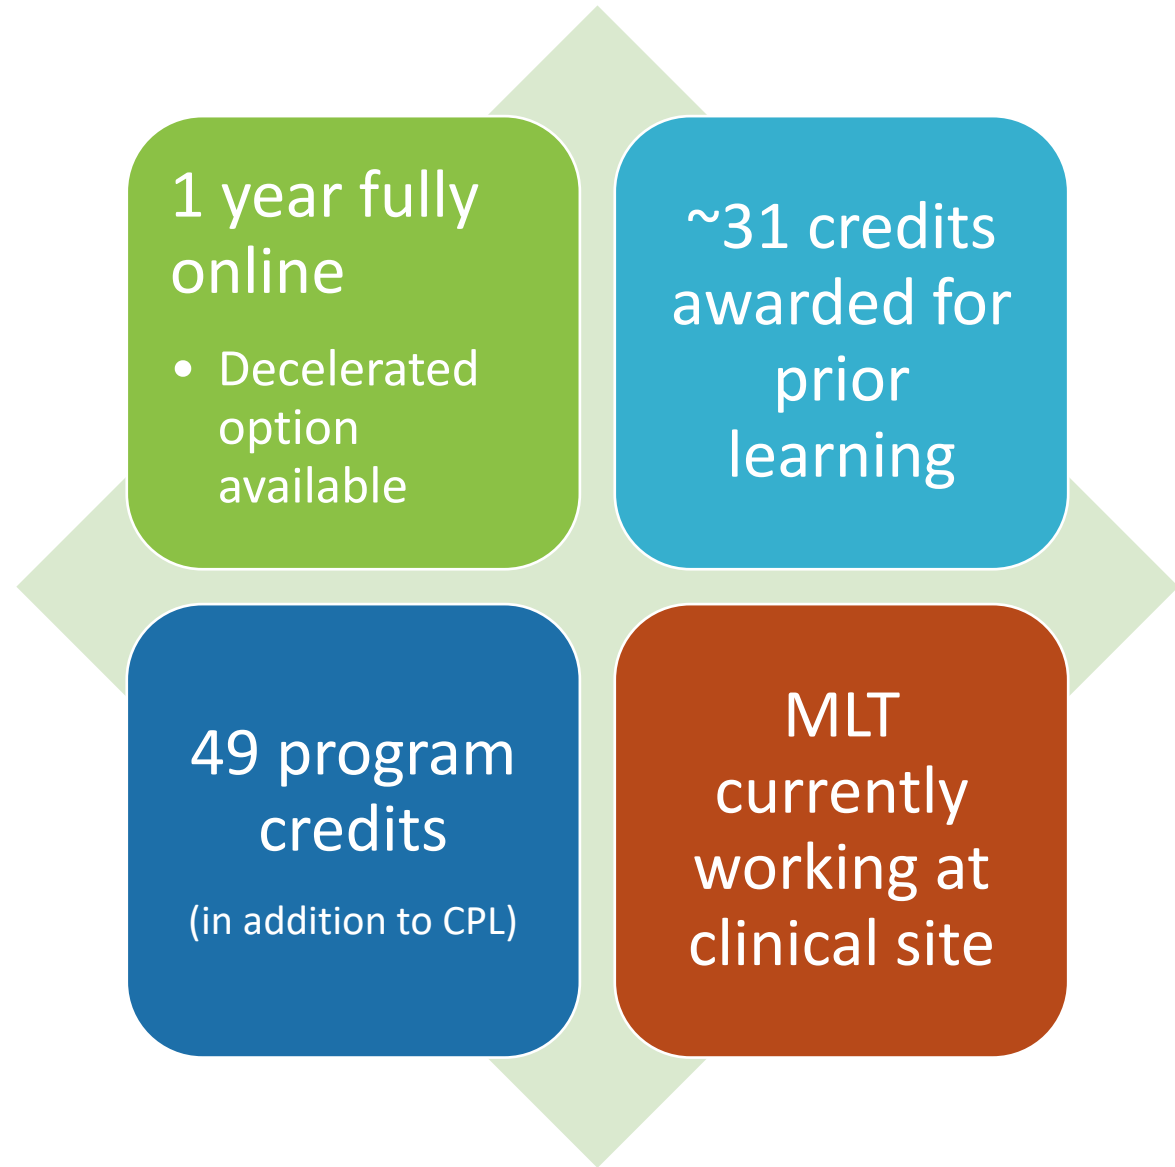 1 year fully
online
• Decelerated
option
available
~31 credits
awarded for
prior
learning
49 program
credits
(in addition to CPL)
MLT
currently
working at
clinical site